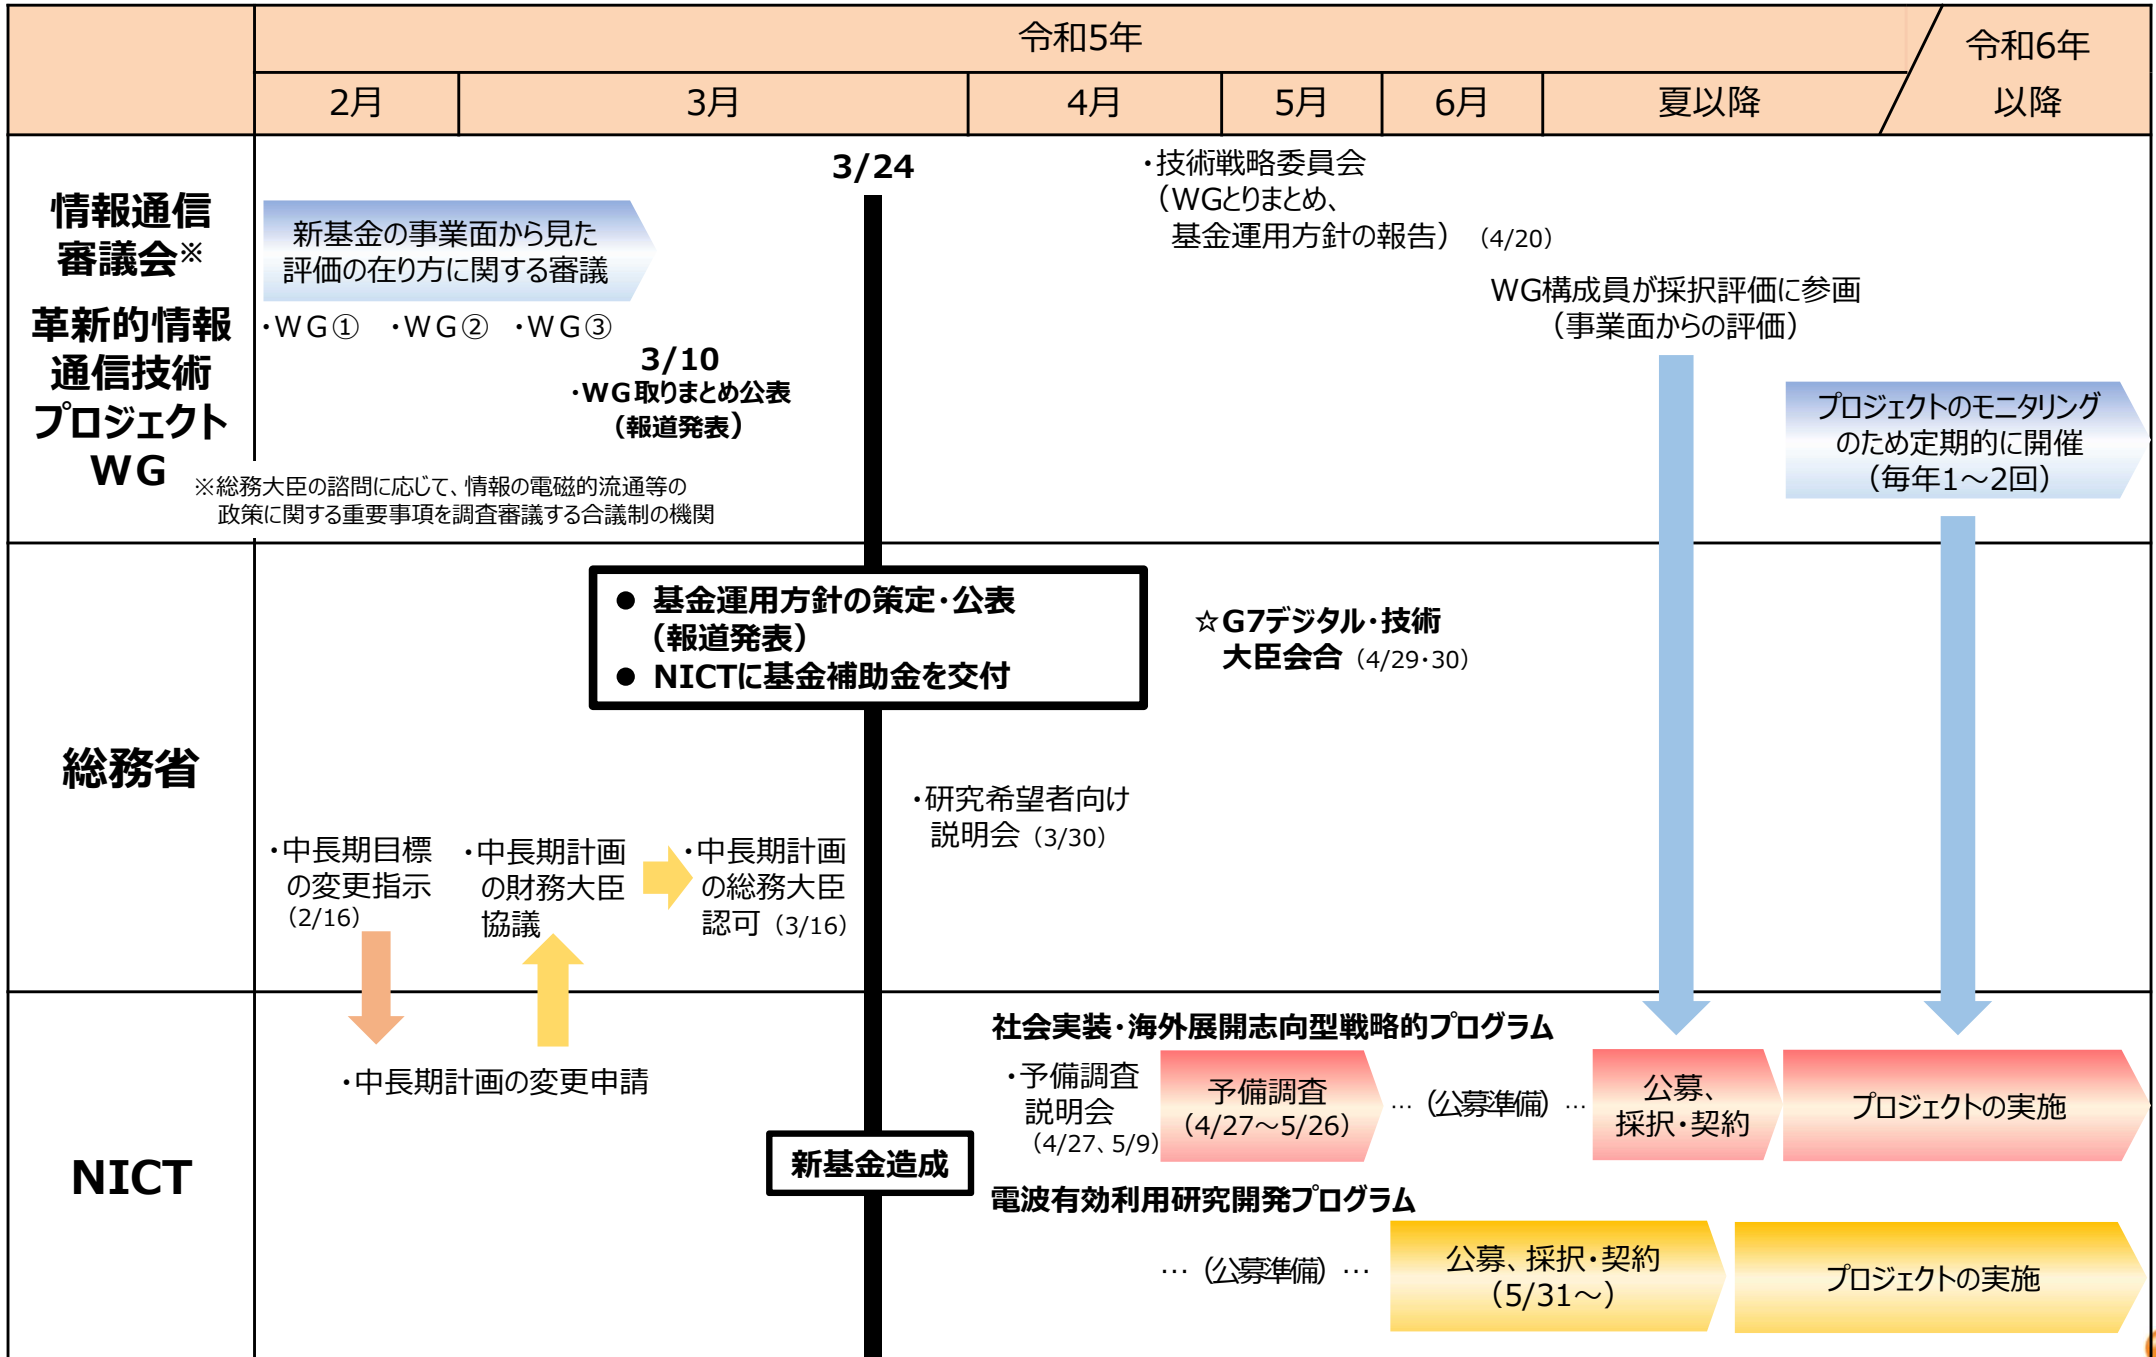 令和5年
令和6年
以降
2月
3月
4月
5月
6月
夏以降
情報通信
審議会※
革新的情報
通信技術
プロジェクト
WG
新基金の事業面から見た
評価の在り方に関する審議
・WG① ・WG② ・WG③
3/10
・WG取りまとめ公表
（報道発表）
※総務大臣の諮問に応じて、情報の電磁的流通等の
政策に関する重要事項を調査審議する合議制の機関
3/24
・技術戦略委員会
（WGとりまとめ、
基金運用方針の報告）（4/20）
WG構成員が採択評価に参画
（事業面からの評価）
プロジェクトのモニタリング
のため定期的に開催
（毎年1～2回）
総務省
● 基金運用方針の策定・公表
（報道発表）
● NICTに基金補助金を交付
☆G7デジタル・技術
大臣会合（4/29・30）
・研究希望者向け
説明会（3/30）
・中長期目標
の変更指示
（2/16）
・中長期計画
の財務大臣
協議
・中長期計画
の総務大臣
認可（3/16）
NICT
・中長期計画の変更申請
新基金造成
社会実装・海外展開志向型戦略的プログラム
・予備調査
説明会
（4/27、5/9）
予備調査
（4/27～5/26）
…（公募準備）…
公募、
採択・契約
プロジェクトの実施
電波有効利用研究開発プログラム
…（公募準備）…
公募、採択・契約
（5/31～）
プロジェクトの実施